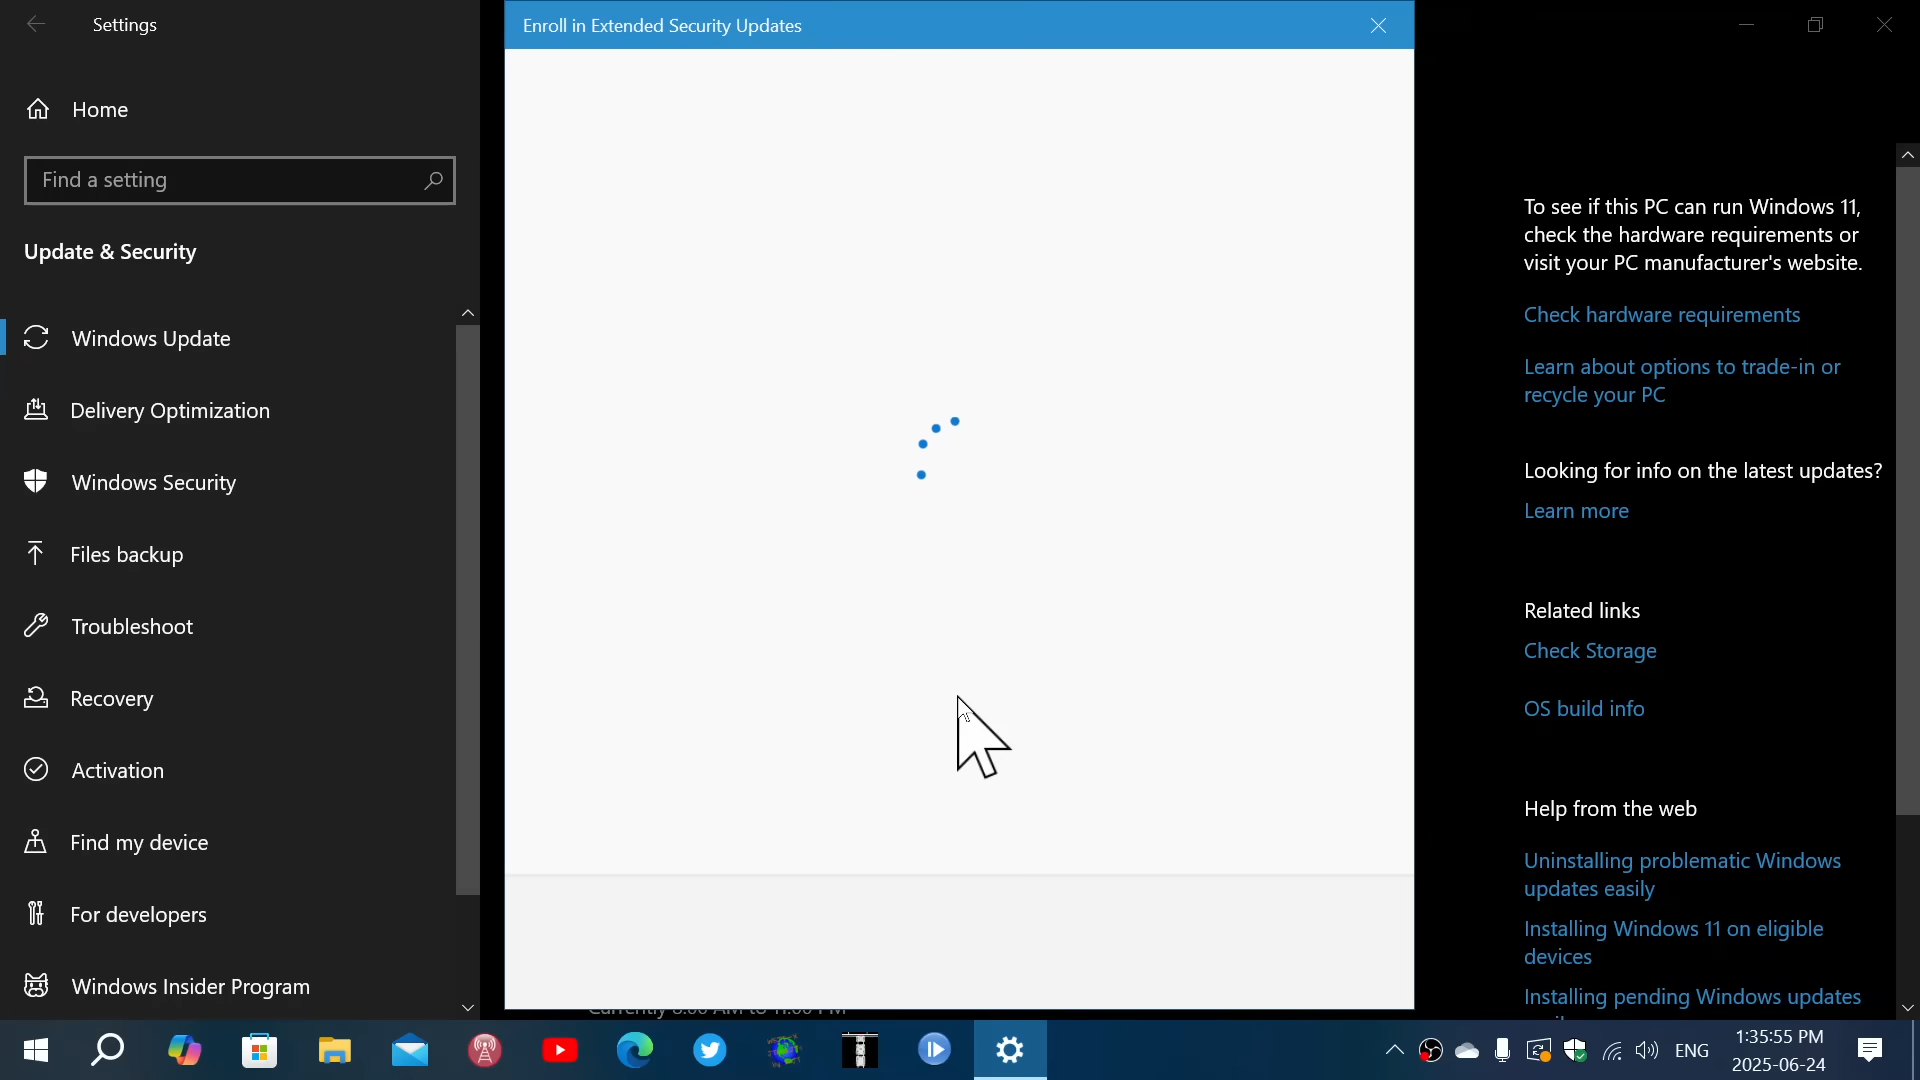 Settings
Home
Find a setting
Update & Security
Windows Update
Delivery Optimization
Windows Security
Files backup
Troubleshoot
Recovery
Activation
Find my device
For developers
Windows Insider Program
Enroll in Extended Security Updates
To see if this PC can run Windows 11,
check the hardware requirements or
visit your PC manufacturer's website.
Check hardware requirements
Learn about options to trade-in or
recycle your PC
Looking for info on the latest updates?
Learn more
Related links
Check Storage
OS build info
Help from the web
Uninstalling problematic Windows
updates easily
Installing Windows 11 on eligible
devices
Installing pending Windows updates
ENG
1:35:55 PM
2025-06-24